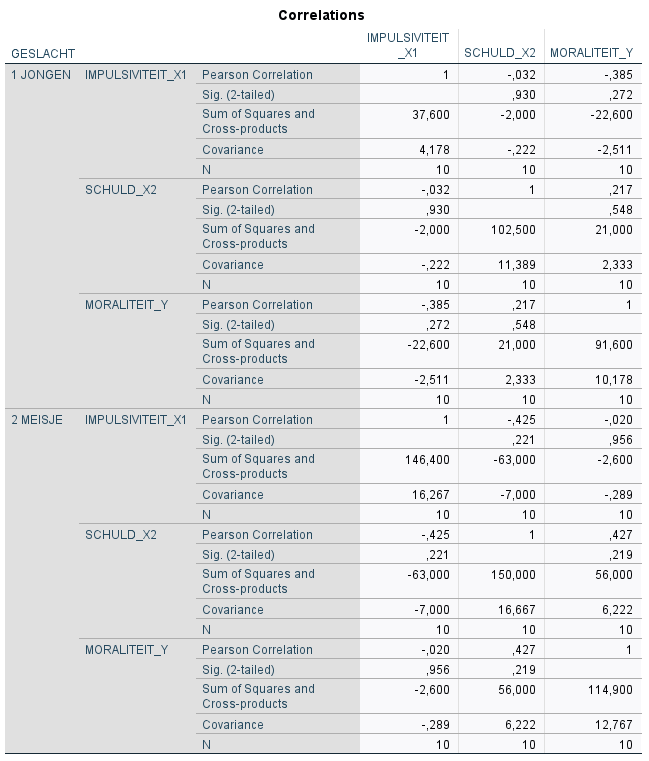 Correlations
IMPULSIVITEIT
_X1 SCHULD_X2 MORALITEIT_Y
GESLACHT
1 JONGEN IMPULSIVITEIT_X1 Pearson Correlation 1 -,032 -,385
Sig. (2-tailed) ,930 ,272
Sum of Squares and
Cross-products 37,600 -2,000 -22,600
Covariance 4,178 -,222 -2,511
N 10 10 10
SCHULD_X2 Pearson Correlation -,032 1 ,217
Sig. (2-tailed) ,930 ,548
Sum of Squares and
Cross-products -2,000 102,500 21,000
Covariance -,222 11,389 2,333
N 10 10 10
MORALITEIT_Y Pearson Correlation -,385 ,217 1
Sig. (2-tailed) ,272 ,548
Sum of Squares and
Cross-products -22,600 21,000 91,600
Covariance -2,511 2,333 10,178
N 10 10 10
2 MEISJE IMPULSIVITEIT_X1 Pearson Correlation 1 -,425 -,020
Sig. (2-tailed) ,221 ,956
Sum of Squares and
Cross-products 146,400 -63,000 -2,600
Covariance 16,267 -7,000 -,289
N 10 10 10
SCHULD_X2 Pearson Correlation -,425 1 ,427
Sig. (2-tailed) ,221 ,219
Sum of Squares and
Cross-products -63,000 150,000 56,000
Covariance -7,000 16,667 6,222
N 10 10 10
MORALITEIT_Y Pearson Correlation -,020 ,427 1
Sig. (2-tailed) ,956 ,219
Sum of Squares and
Cross-products -2,600 56,000 114,900
Covariance -,289 6,222 12,767
N 10 10 10